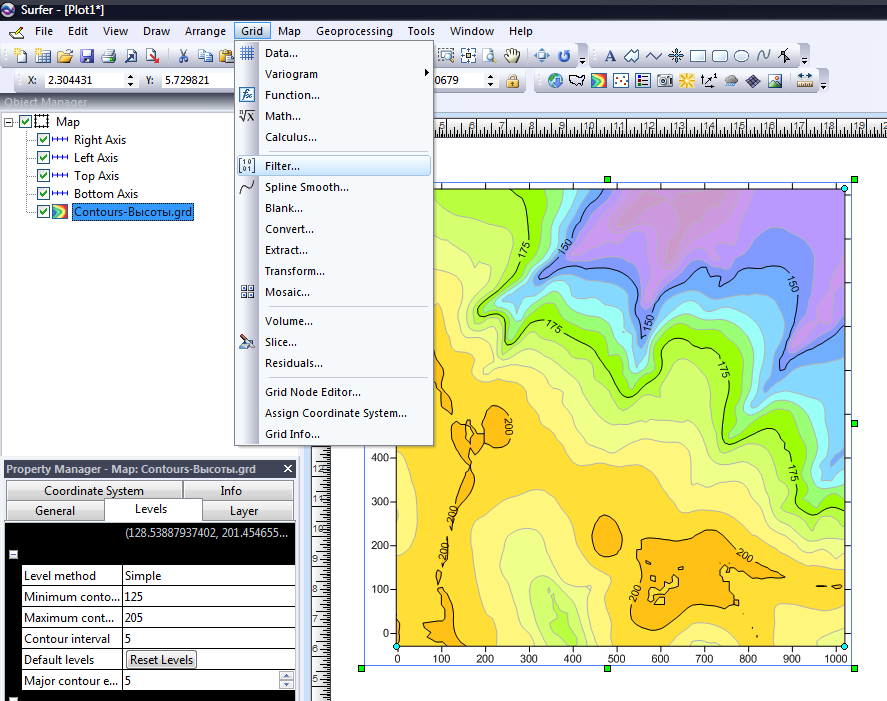 Surfer - [Plot1*]
File Edit View Draw Arrange Grid Map Geoprocessing Tools Window Help
X: 2.304431 Y: 5.729821
Object Manager
Map
Right Axis
Left Axis
Top Axis
Bottom Axis
Contours-Высоты.grd
Data...
Variogram
Function...
Math...
Calculus...
Filter...
Spline Smooth...
Blank...
Convert...
Extract...
Transform...
Mosaic...
Volume...
Slice...
Residuals...
Grid Node Editor...
Assign Coordinate System...
Grid Info...
Property Manager - Map: Contours-Высоты.grd
Coordinate System Info
General Levels Layer
(128.53887937402, 201.454655...
Level method Simple
Minimum conto... 125
Maximum cont... 205
Contour interval 5
Default levels Reset Levels
Major contour e... 5
175
150
150
150
175
175
175
200
200
200
200
200
400
300
200
100
0
0 100 200 300 400 500 600 700 800 900 1000